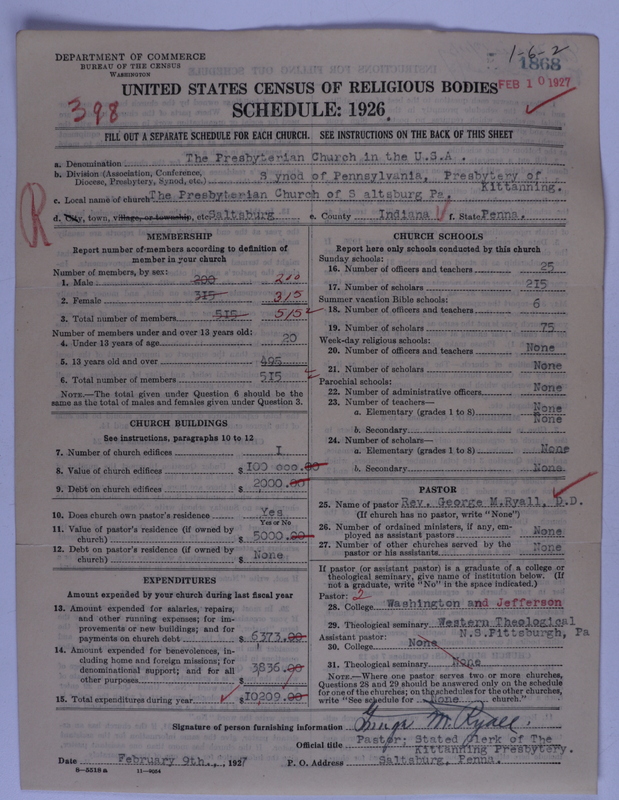 DEPARTMENT OF COMMERCE
BUREAU OF THE CENSUS
WASHINGTON
1-6-2
1868
FEB 10 1927
UNITED STATES CENSUS OF RELIGIOUS BODIES
398
SCHEDULE: 1926
FILL OUT A SEPARATE SCHEDULE FOR EACH CHURCH. SEE INSTRUCTIONS ON THE BACK OF THIS SHEET
a. Denomination The Presbyterian Church in the U.S.A .
b. Division (Association, Conference, Diocese, Presbytery, Synod, etc.) S ynod of Pennsylvania, Presbytery of Kittanning.
c. Local name of church The Presbyterian Church of S altsburg Pa.
d. City, town, village, or township, etc. Saltsburg e. County Indiana f. State Penna.
R
MEMBERSHIP
Report number of members according to definition of
member in your church
Number of members, by sex:
1. Male 200 210
2. Female 315 315
3. Total number of members 515 515
Number of members under and over 13 years old:
4. Under 13 years of age 20
5. 13 years old and over 495
6. Total number of members 515
NOTE.—The total given under Question 6 should be
same as the total of males and females given under Question 3.
CHURCH BUILDINGS
See instructions, paragraphs 10 to 12
7. Number of church edifices I
8. Value of church edifices $ 100 000.00
9. Debt on church edifices $ 2000.00
10. Does church own pastor's residence? Yes
Yes or No
11. Value of pastor's residence (if owned by
church) $ 5000.00
12. Debt on pastor's residence (if owned by
church) $ None
EXPENDITURES
Amount expended by your church during last fiscal year
13. Amount expended for salaries, repairs,
and other running expenses; for im-
provements or new buildings; and for
payments on church debt $ 6373.00
14. Amount expended for benevolences, in-
cluding home and foreign missions; for
denominational support; and for all
other purposes $ 3836.00
15. Total expenditures during year $ 10209.00
CHURCH SCHOOLS
Report here only schools conducted by this church
Sunday schools:
16. Number of officers and teachers 25
17. Number of scholars 215
Summer vacation Bible schools:
18. Number of officers and teachers 6
19. Number of scholars 75
Week-day religious schools:
20. Number of officers and teachers None
21. Number of scholars None
Parochial schools:
22. Number of administrative officers None
23. Number of teachers—
a. Elementary (grades 1 to 8) None
b. Secondary None
24. Number of scholars—
a. Elementary (grades 1 to 8) None
b. Secondary None
PASTOR
25. Name of pastor Rev. George M.Ryall, D.D.
(If church has no pastor, write "None")
26. Number of ordained ministers, if any, em-
ployed as assistant pastors None
27. Number of other churches served by the
pastor or his assistants None
If pastor (or assistant pastor) is a graduate of a college or
theological seminary, give name of institution below. (If
not a graduate, write "No" in the space indicated.)
Pastor: 2
28. College Washington and Jefferson
29. Theological seminary Western Theological
N.S.Pittsburgh, Pa
Assistant pastor:
30. College None
31. Theological seminary None
NOTE.—Where one pastor serves two or more churches,
Questions 28 and 29 should be answered only on the schedule
for one of the churches; on the schedules for the other churches,
write "See schedule for None church."
Signature of person furnishing information George M. Ryall.
Official title Pastor; Stated Clerk of The
Kittanning Presbytery.
Date February 9th., 1927 P. O. Address Saltsburg, Penna.
8—5518 a 11—9064